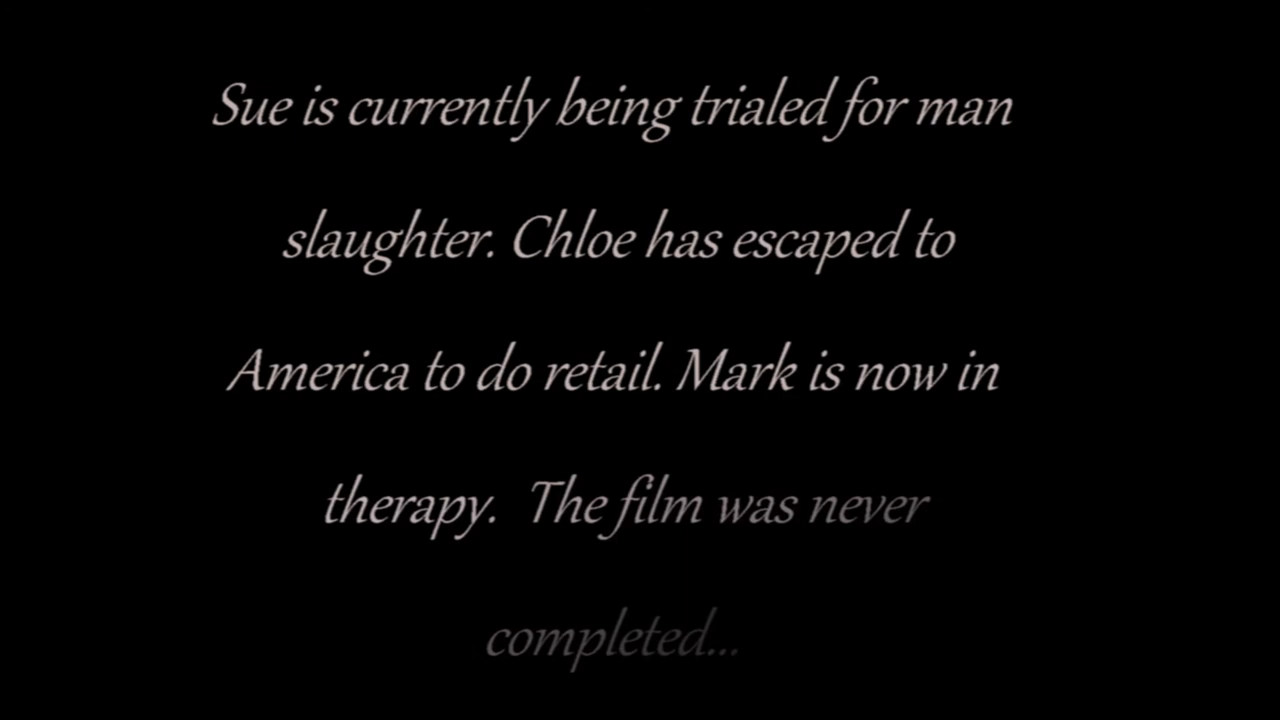 Sue is currently being trialed for man
slaughter. Chloe has escaped to
America to do retail. Mark is now in
therapy.  The film was never
completed...